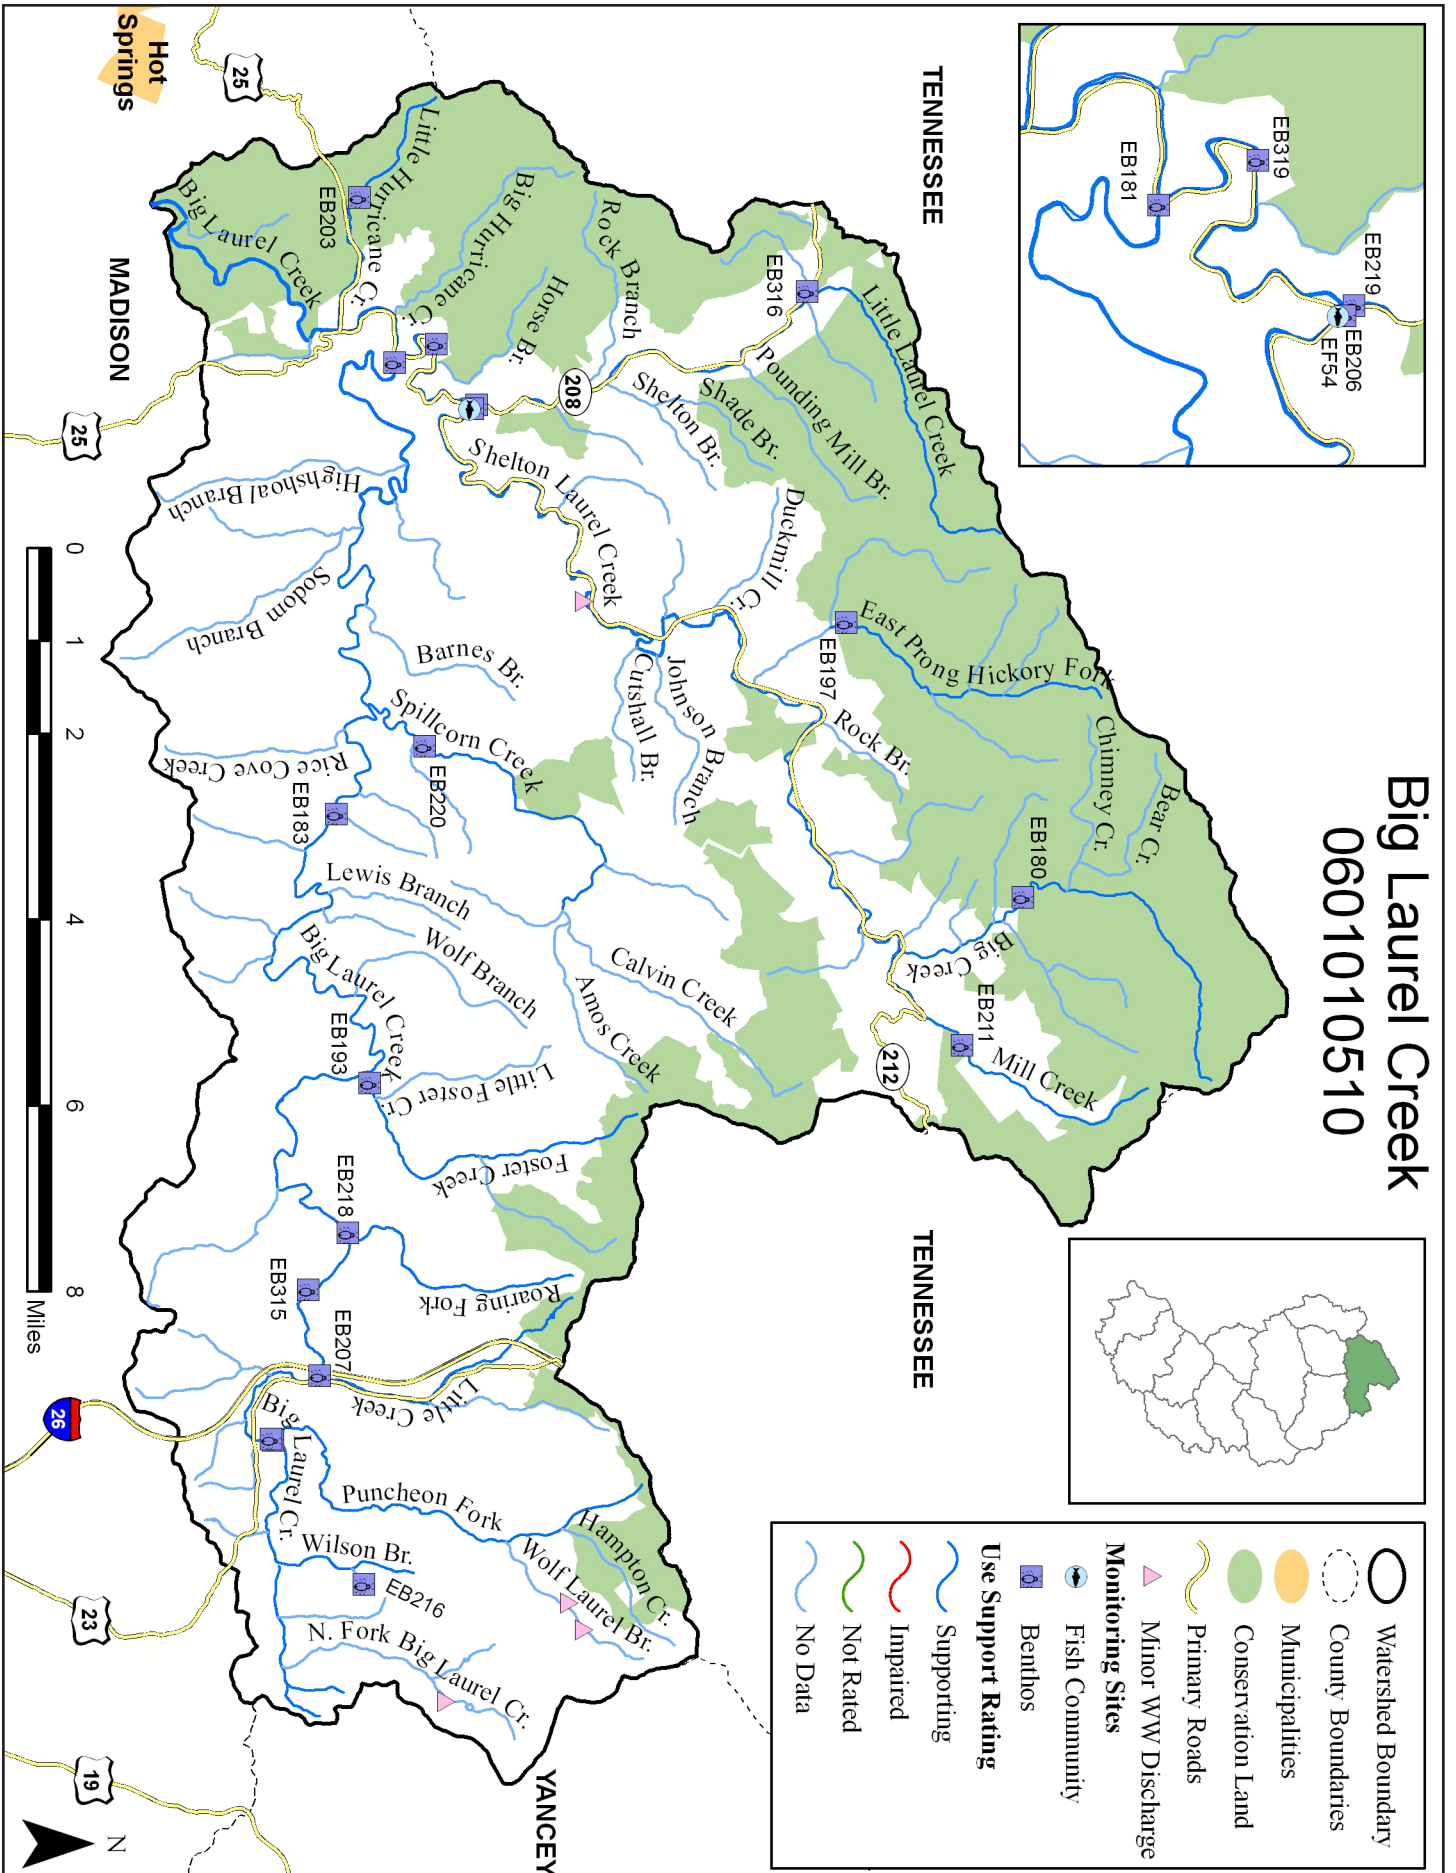 Big Laurel Creek
0601010510
Watershed Boundary
County Boundaries
Municipalities
Conservation Land
Primary Roads
Minor WW Discharge
Monitoring Sites
Fish Community
Benthos
Use Support Rating
Supporting
Impaired
Not Rated
No Data
EB319
EB181
EB219
EB206
EF54
TENNESSEE
TENNESSEE
MADISON
YANCEY
Hot
Springs
25
25
208
212
26
23
19
Little Hurricane Cr.
EB203
Big Laurel Creek
Big Hurricane Cr.
Rock Branch
Horse Br.
EB316
Little Laurel Creek
Pounding Mill Br.
Shade Br.
Shelton Br.
Shelton Laurel Creek
Duckmill Cr.
EB197
East Prong Hickory Fork
Chimney Cr.
Bear Cr.
Rock Br.
Johnson Branch
Cutshall Br.
EB180
Big Creek
EB211
Mill Creek
Highshoal Branch
Sodom Branch
Barnes Br.
Spillcorn Creek
EB220
Rice Cove Creek
EB183
Lewis Branch
Wolf Branch
Calvin Creek
Amos Creek
Big Laurel Creek
EB193
Little Foster Cr.
Foster Creek
EB218
EB315
Roaring Fork
EB207
Little Creek
Big Laurel Cr.
Puncheon Fork
Hampton Cr.
Wolf Laurel Br.
Wilson Br.
EB216
N. Fork Big Laurel Cr.
0 1 2 4 6 8
Miles
N